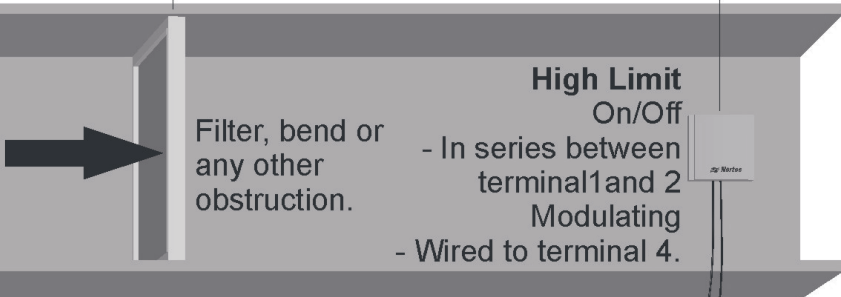 Filter, bend or
any other
obstruction.
High Limit
On/Off
- In series between
terminal1and 2
Modulating
- Wired to terminal 4.
Nortec